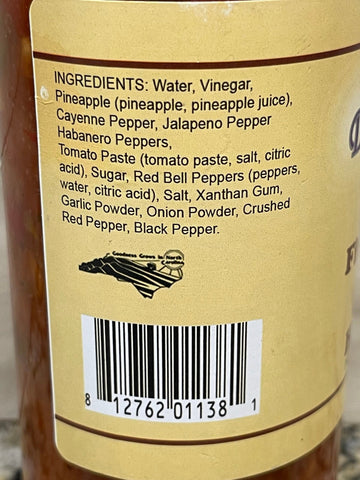 INGREDIENTS: Water, Vinegar,
Pineapple (pineapple, pineapple juice),
Cayenne Pepper, Jalapeno Pepper
Habanero Peppers,
Tomato Paste (tomato paste, salt, citric
acid), Sugar, Red Bell Peppers (peppers,
water, citric acid), Salt, Xanthan Gum,
Garlic Powder, Onion Powder, Crushed
Red Pepper, Black Pepper.
Goodness Grows in North
Carolina
8 12762 01138 1